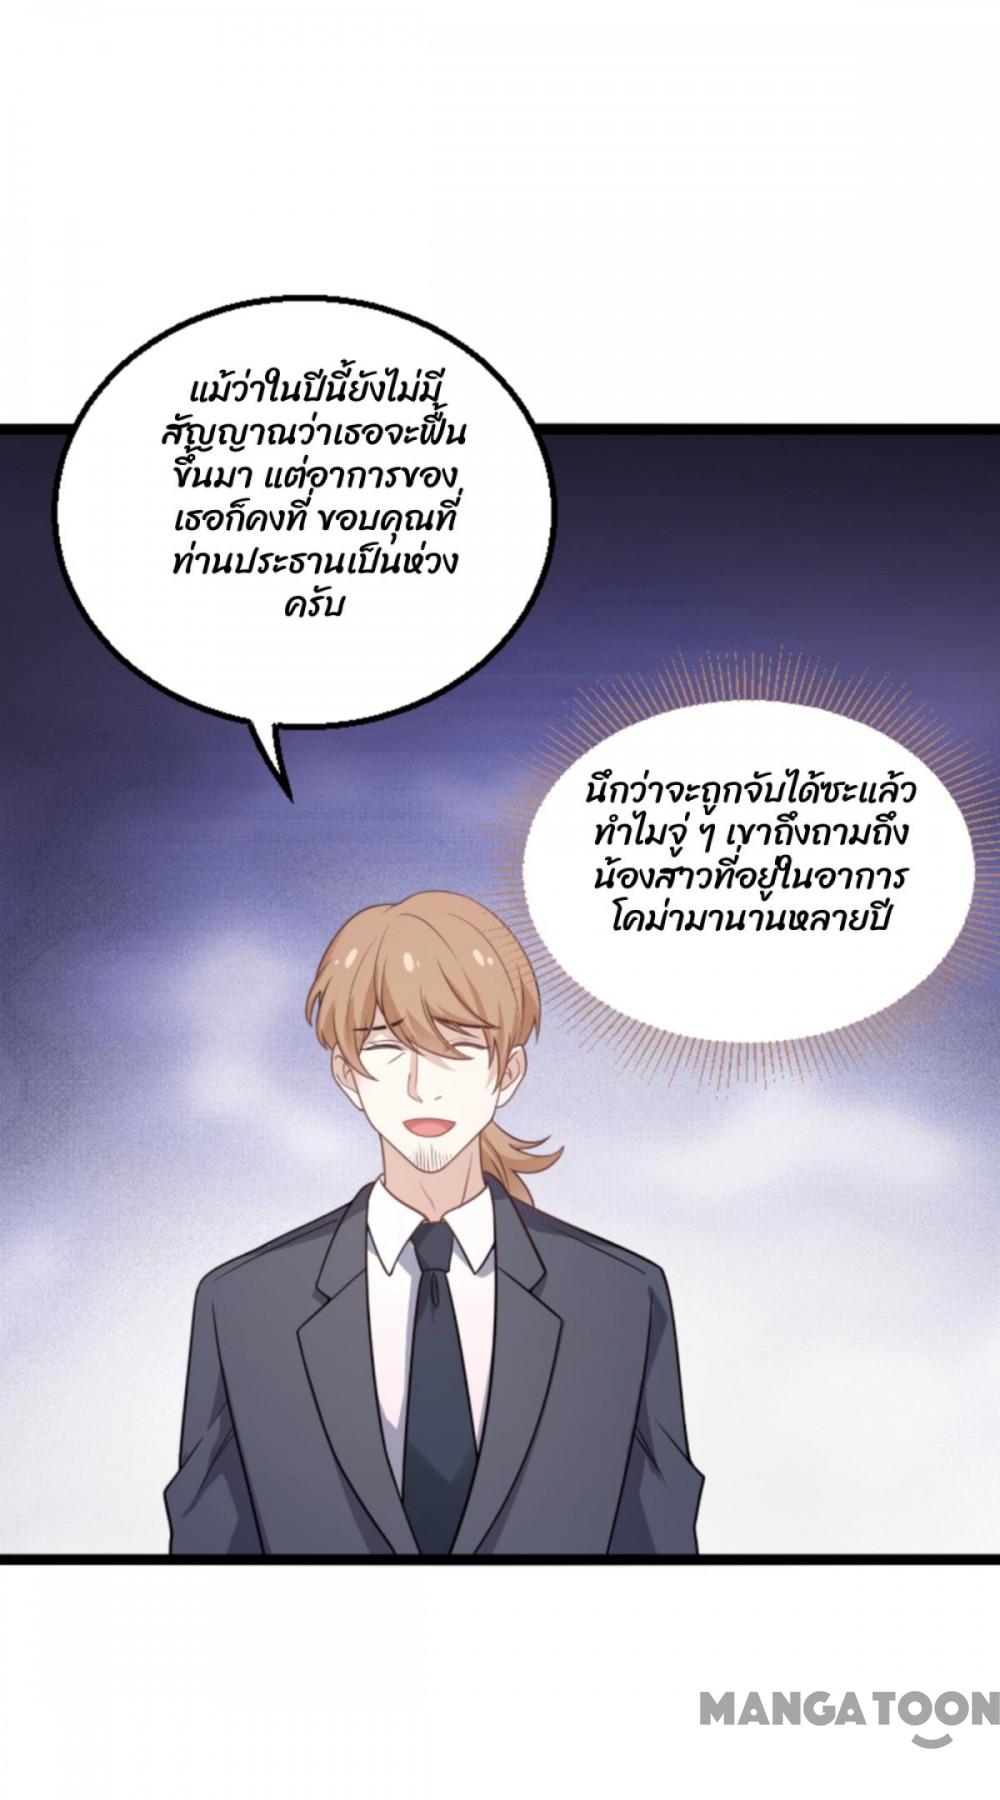 แม้ว่าในปีนี้ยังไม่มี
สัญญาณว่าเธอจะฟื้น
ขึ้นมา แต่อาการของ
เธอก็คงที่ ขอบคุณที่
ท่านประธานเป็นห่วง
ครับ
นึกว่าจะถูกจับได้ซะแล้ว
ทำไมจู่ ๆ เขาถึงถามถึง
น้องสาวที่อยู่ในอาการ
โคม่ามานานหลายปี
MANGATOON